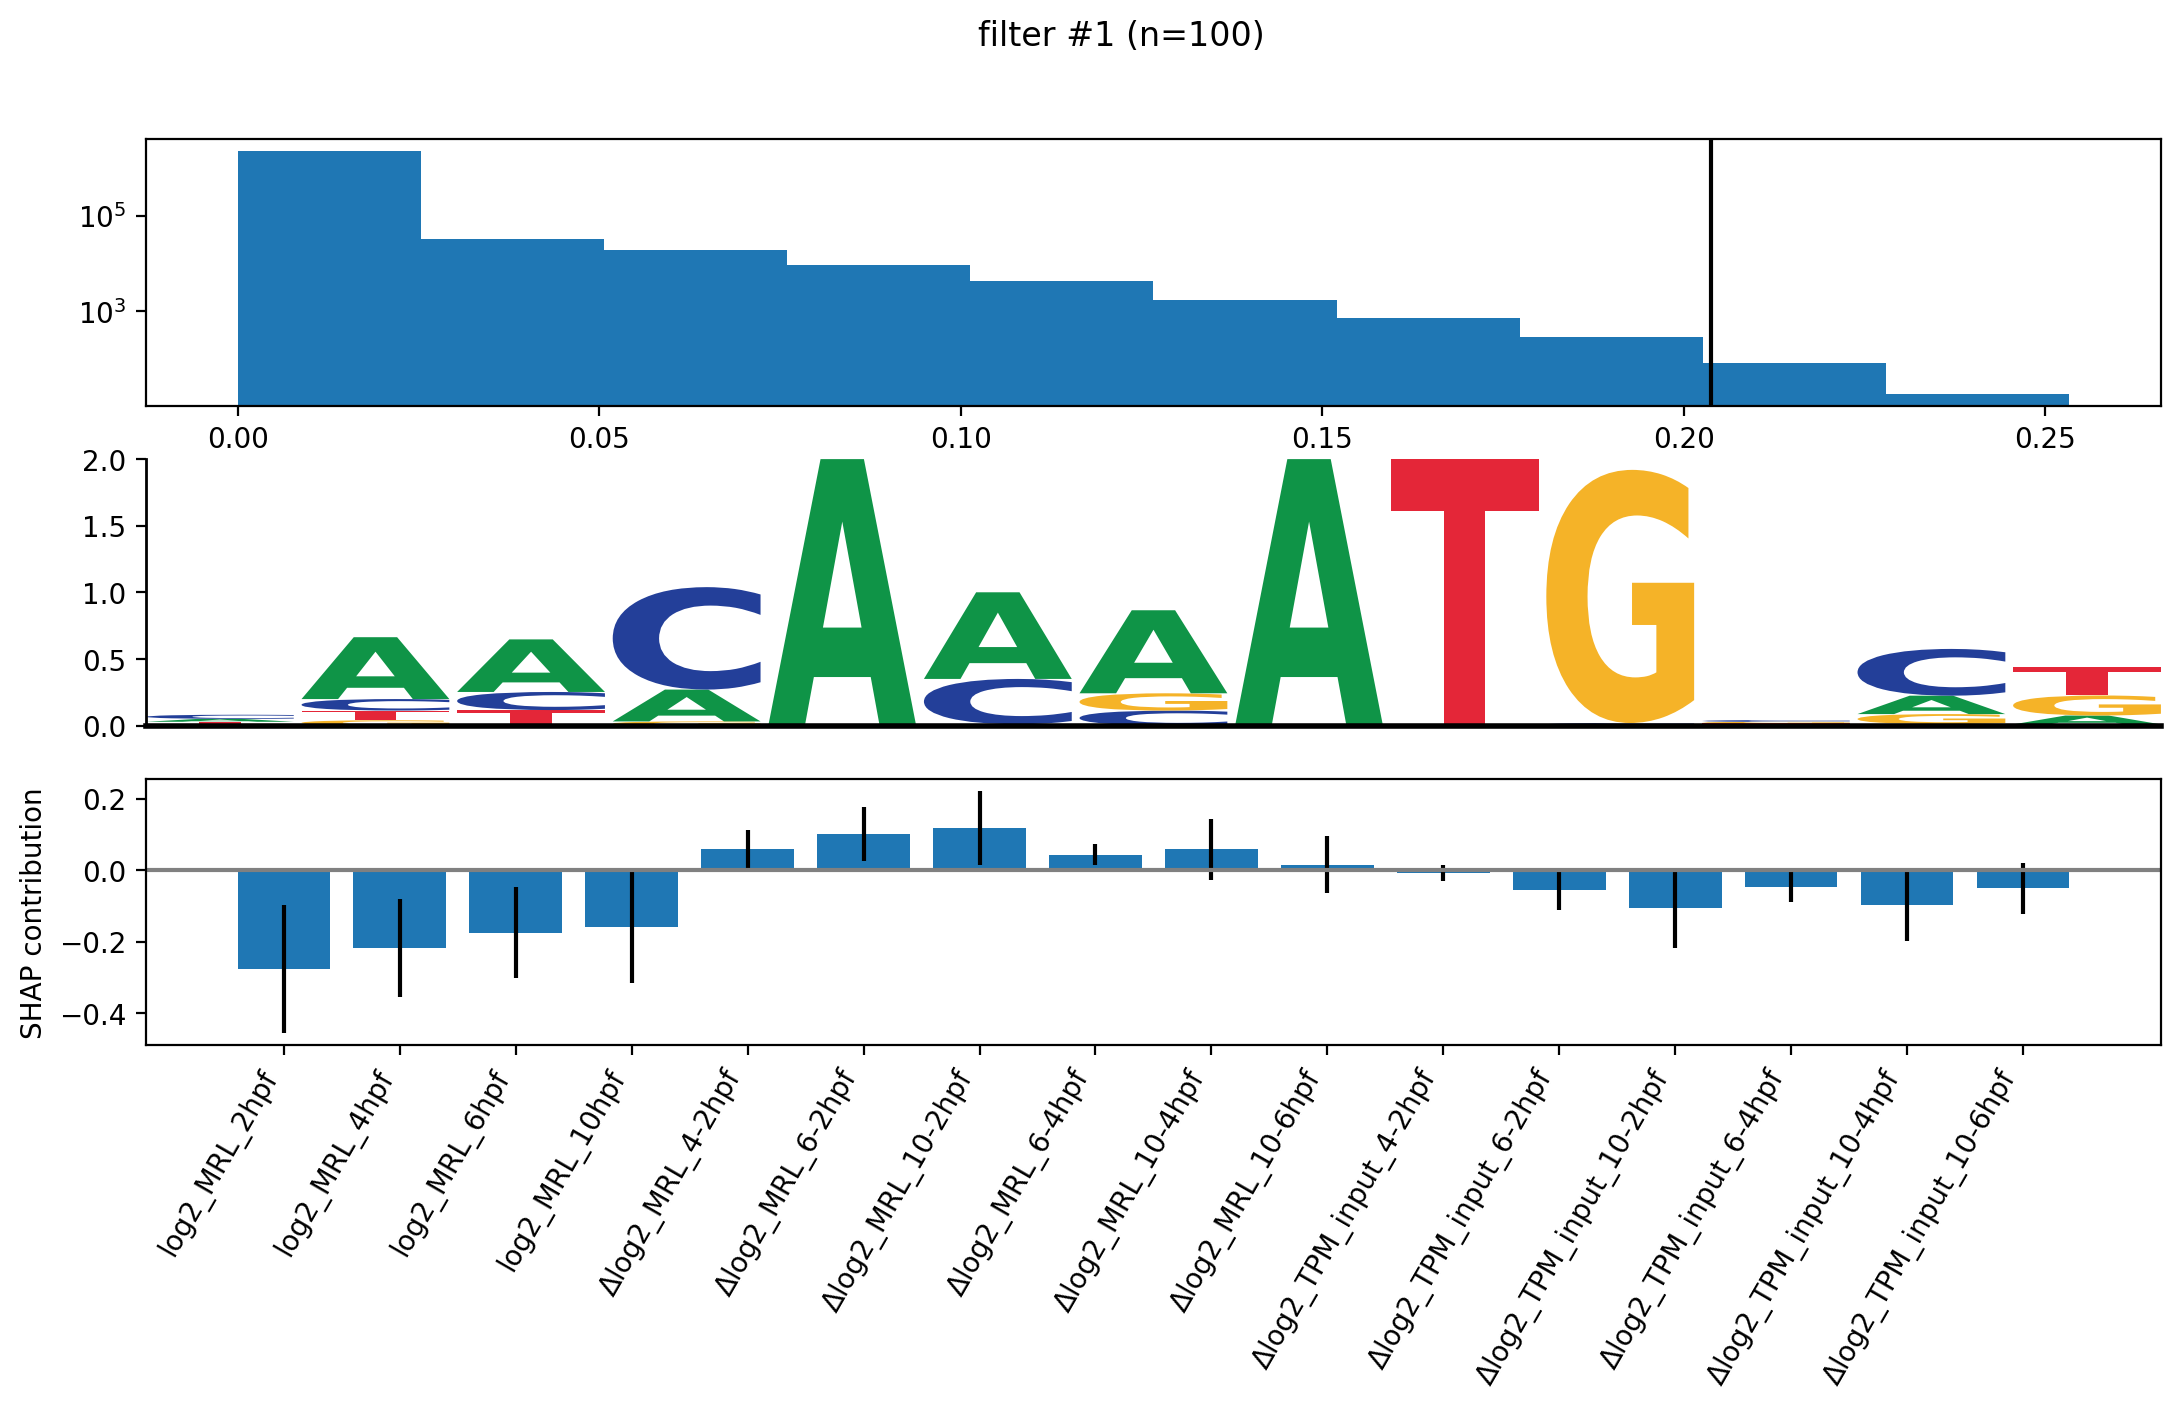 filter #1 (n=100)
10^5
10^3
0.00 0.05 0.10 0.15 0.20 0.25
2.0
1.5
1.0
0.5
0.0
C A A C A A A A T G C T
A C C T T A C G C A G G A
SHAP contribution
0.2
0.0
−0.2
−0.4
log2_MRL_2hpf
log2_MRL_4hpf
log2_MRL_6hpf
log2_MRL_10hpf
Δlog2_MRL_4-2hpf
Δlog2_MRL_6-2hpf
Δlog2_MRL_10-2hpf
Δlog2_MRL_6-4hpf
Δlog2_MRL_10-4hpf
Δlog2_MRL_10-6hpf
Δlog2_TPM_input_4-2hpf
Δlog2_TPM_input_6-2hpf
Δlog2_TPM_input_10-2hpf
Δlog2_TPM_input_6-4hpf
Δlog2_TPM_input_10-4hpf
Δlog2_TPM_input_10-6hpf